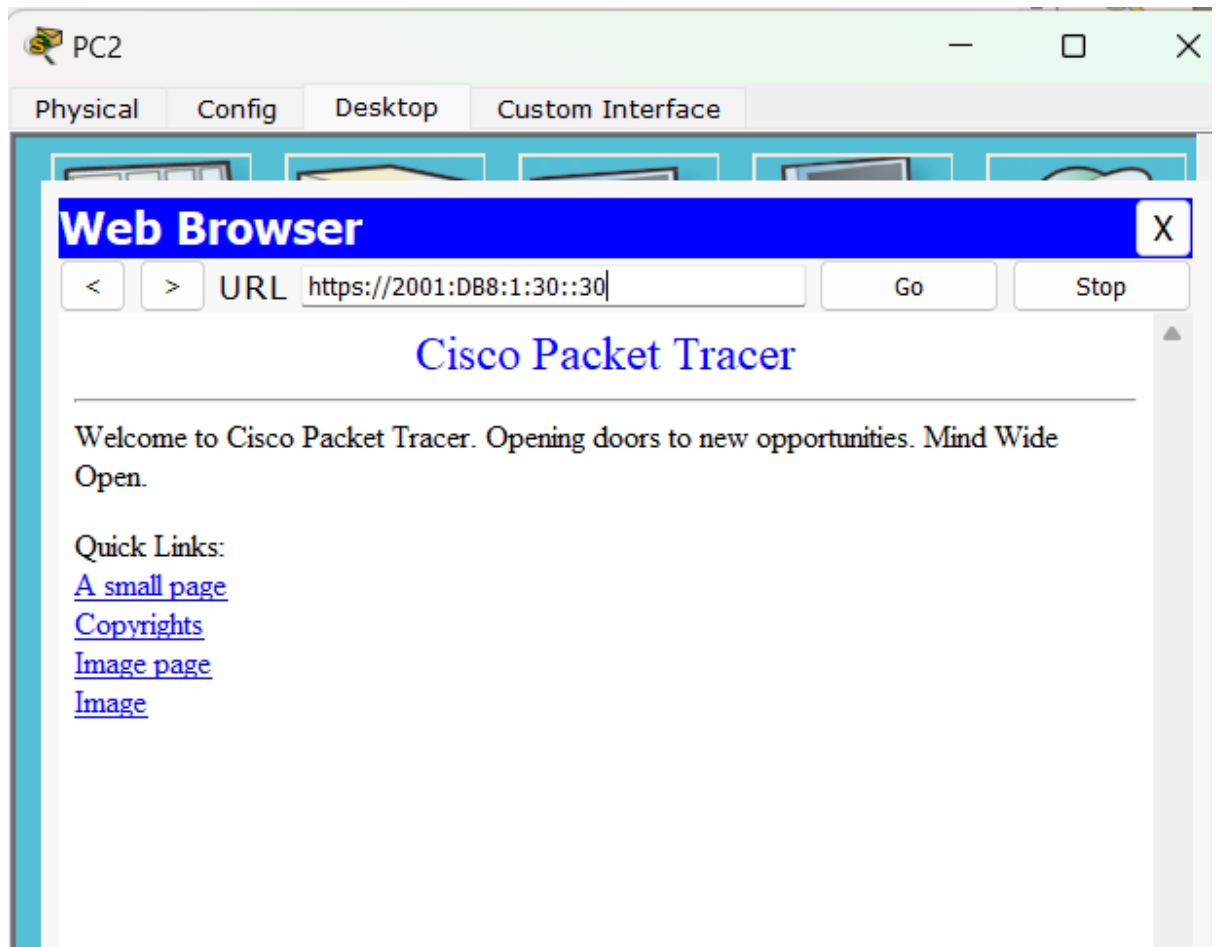 PC2
Physical Config Desktop Custom Interface
Web Browser X
< > URL https://2001:DB8:1:30::30 Go Stop
Cisco Packet Tracer
Welcome to Cisco Packet Tracer. Opening doors to new opportunities. Mind Wide
Open.
Quick Links:
A small page
Copyrights
Image page
Image